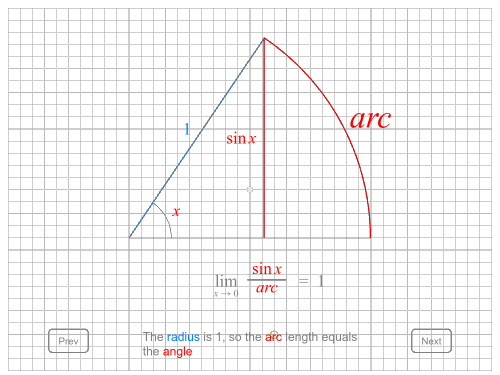 arc
1
sin x
x
lim x → 0 sin x / arc = 1
Prev
The radius is 1, so the arc length equals
the angle
Next